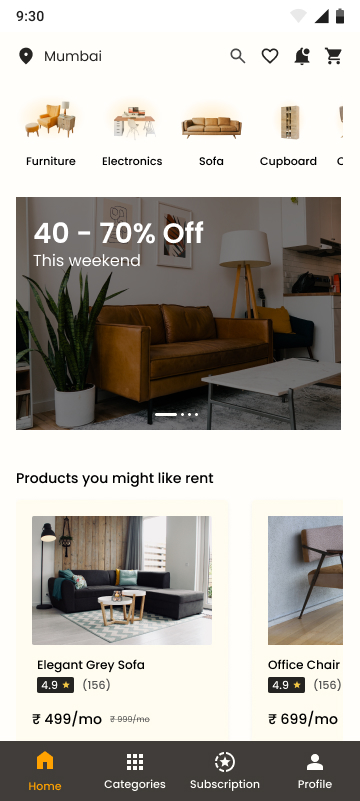 9:30
Mumbai
Furniture Electronics Sofa Cupboard C
40 - 70% Off
This weekend
Products you might like rent
Elegant Grey Sofa Office Chair
4.9 ★ (156) 4.9 ★ (156)
₹ 499/mo ₹ 999/mo ₹ 699/mo
Home Categories Subscription Profile